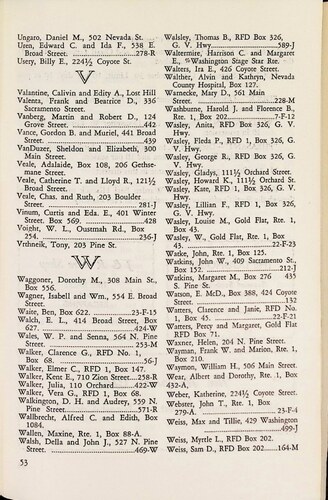 Ungaro, Daniel M., 502 Nevada St.
Uren, Edward C. and Ida F., 538 E.
Broad Street. 278-R
Usery, Billy E., 224½ Coyote St.
V
Valantine, Calivin and Edity A., Lost Hill
Valenta, Frank and Beatrice D., 336
Sacramento Street.
Vanberg, Martin and Robert D., 124
Grove Street. 442
Vance, Gordon B. and Muriel, 441 Broad
Street. 439
VanDuzer, Sheldon and Elizabeth, 300
Main Street.
Veale, Adalaide, Box 108, 206 Gethse-
mane Street.
Veale, Catherine T. and Lloyd R., 121½
Broad Street.
Veale, Chas. and Ruth, 203 Boulder
Street. 281-J
Vinum, Curtis and Eda. E., 401 Winter
Street. Box 569. 428
Voight, W. L., Oustmah Rd., Box
254. 236-J
Vrhhneik, Tony, 203 Pine St.
W
Waggoner, Dorothy M., 308 Main St.,
Box 556.
Wagner, Isabell and Wm., 554 E. Broad
Street.
Waite, Ben, Box 622. 23-F-15
Walch, E. L., 414 Broad Street, Box
627. 424-W
Wales, W. P. and Senna, 564 N. Pine
Street. 253-M
Walker, Clarence G., RFD No. 1,
Box 68. 56-J
Walker, Elmer C., RFD 1, Box 147.
Walker, Kate E., 710 Zion Street. 258-R
Walker, Julia, 110 Orchard. 422-W
Walker, Vera G., RFD 1, Box 68.
Walkington, D. H. and Audrey, 559 N.
Pine Street. 571-R
Wallbrecht, Alfred C. and Edith, Box
1084.
Wallen, Maxine, Rte. 1, Box 88-A.
Walsh, Della and John J., 527 N. Pine
Street. 469-W
53
Walsley, Thomas B., RFD Box 326,
G. V. Hwy. 589-J
Waltermire, Harrison C. and Margaret
E., Washington Stage Star Rte.
Walters, Ira E., 426 Coyote Street.
Walther, Alvin and Kathryn, Nevada
County Hospital, Box 127.
Warnecke, Mary D., 561 Main
Street. 228-M
Washburn, Harold J. and Florence B.,
Rte. 1, Box 202. 7-F-12
Wasley, Anita, RFD Box 326, G. V.
Hwy.
Wasley, Fleda P., RFD 1, Box 326, G.
V. Hwy.
Wasley, George R., RFD Box 326, G.
V. Hwy.
Wasley, Gladys, 111½ Orchard Street.
Wasley, Howard K., 111½ Orchard St.
Wasley, Kate, RFD 1, Box 326, G. V.
Hwy.
Wasley, Lillian F., RFD 1, Box 326,
G. V. Hwy.
Wasley, Louise M., Gold Flat, Rte. 1,
Box 43.
Wasley, W., Gold Flat, Rte. 1, Box
43. 22-F-23
Watke, John, Rte. 1, Box 125.
Watkins, John W., 409 Sacramento St.,
Box 152. 212-J
Watkins, Margaret M., Box 276 435
S. Pine St.
Watson, E. McD., Box 388, 424 Coyote
Street. 132
Watters, Clarence and Janie, RFD No.
1, Box 45. 22-F-21
Watters, Percy and Margaret, Gold Flat
RFD Box 71.
Waxner, Helen, 204 N. Pine Street.
Wayman, Frank W. and Marion, Rte. 1,
Box 210.
Waymon, William H., 506 Main Street.
Wear, Albert and Dorothy, Rte. 1, Box
432-A,
Weber, Katherine, 224½ Coyote Street.
Webster, John T., Rte. 1, Box
279-A. 23-F-4
Weiss, Max and Tillie, 429 Washington
499-J
Weiss, Myrtle L., RFD Box 202.
Weiss, Sam D., RFD Box 202. 164-M